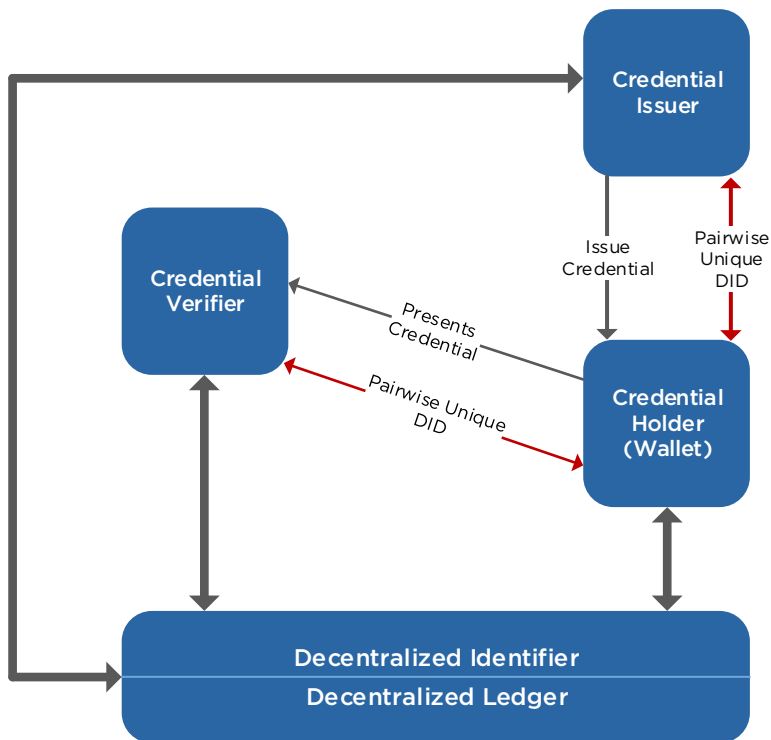 Credential
Issuer
Issue
Credential
Pairwise
Unique
DID
Credential
Verifier
Presents
Credential
Pairwise Unique
DID
Credential
Holder
(Wallet)
Decentralized Identifier
Decentralized Ledger